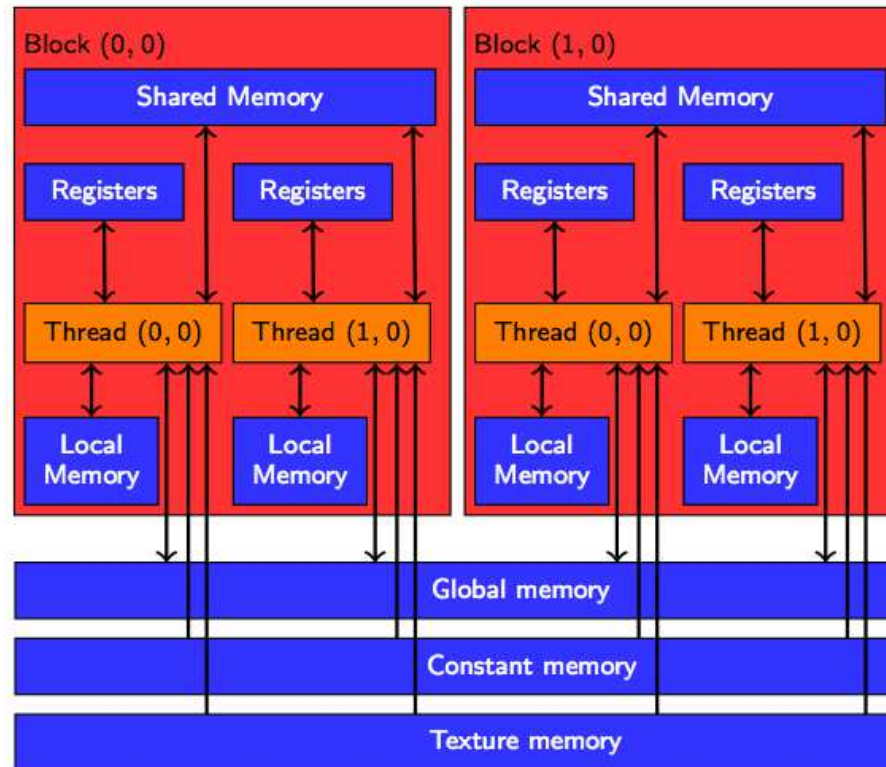 Block (0, 0)
Shared Memory
Registers
Registers
Thread (0, 0)
Thread (1, 0)
Local
Memory
Local
Memory
Block (1, 0)
Shared Memory
Registers
Registers
Thread (0, 0)
Thread (1, 0)
Local
Memory
Local
Memory
Global memory
Constant memory
Texture memory